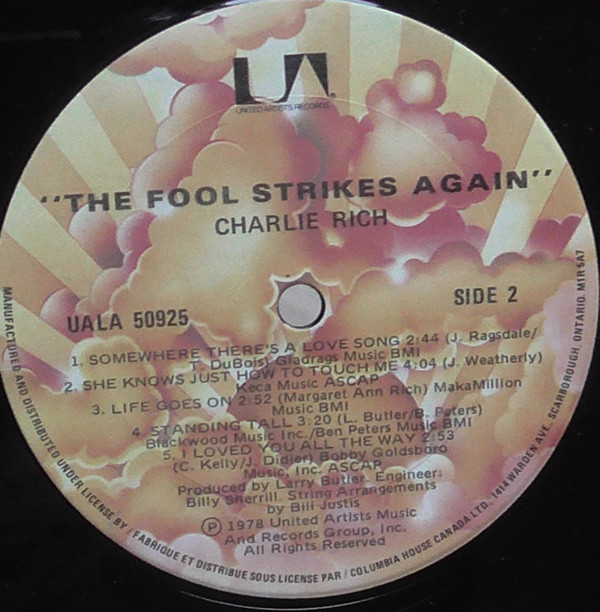 UA
UNITED ARTISTS RECORDS
"THE FOOL STRIKES AGAIN"
CHARLIE RICH
UALA 50925
SIDE 2
1. SOMEWHERE THERE'S A LOVE SONG 2:44 (J. Ragsdale/
T. DuBois) Gladrags Music BMI
2. SHE KNOWS JUST HOW TO TOUCH ME 4:04 (J. Weatherly)
Keca Music ASCAP
3. LIFE GOES ON 2:52 (Margaret Ann Rich) MakaMillion
Music BMI
4. STANDING TALL 3:20 (L. Butler/B. Peters)
Blackwood Music Inc./Ben Peters Music BMI
5. I LOVED YOU ALL THE WAY 2:53
(C. Kelly/J. Didier) Bobby Goldsboro
Music, Inc. ASCAP
Produced by Larry Butler. Engineer:
Billy Sherrill. String Arrangements
by Bill Justis
Ⓟ 1978 United Artists Music
And Records Group, Inc.
All Rights Reserved
MANUFACTURED AND DISTRIBUTED UNDER LICENSE BY / FABRIQUE ET DISTRIBUE SOUS LICENSE PAR / COLUMBIA HOUSE CANADA LTD., 1414 WARDEN AVE., SCARBOROUGH, ONTARIO. M1R 5A7